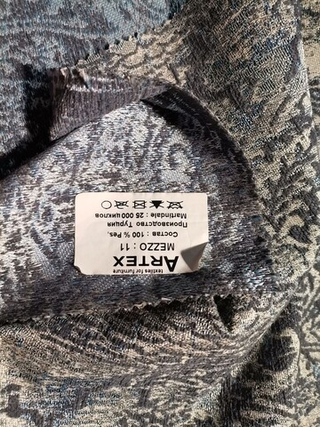 ARTEX
textiles for furniture
MEZZO : 11
Состав : 100 % Pes.
Производство Турция
Martindale : 25 000 циклов